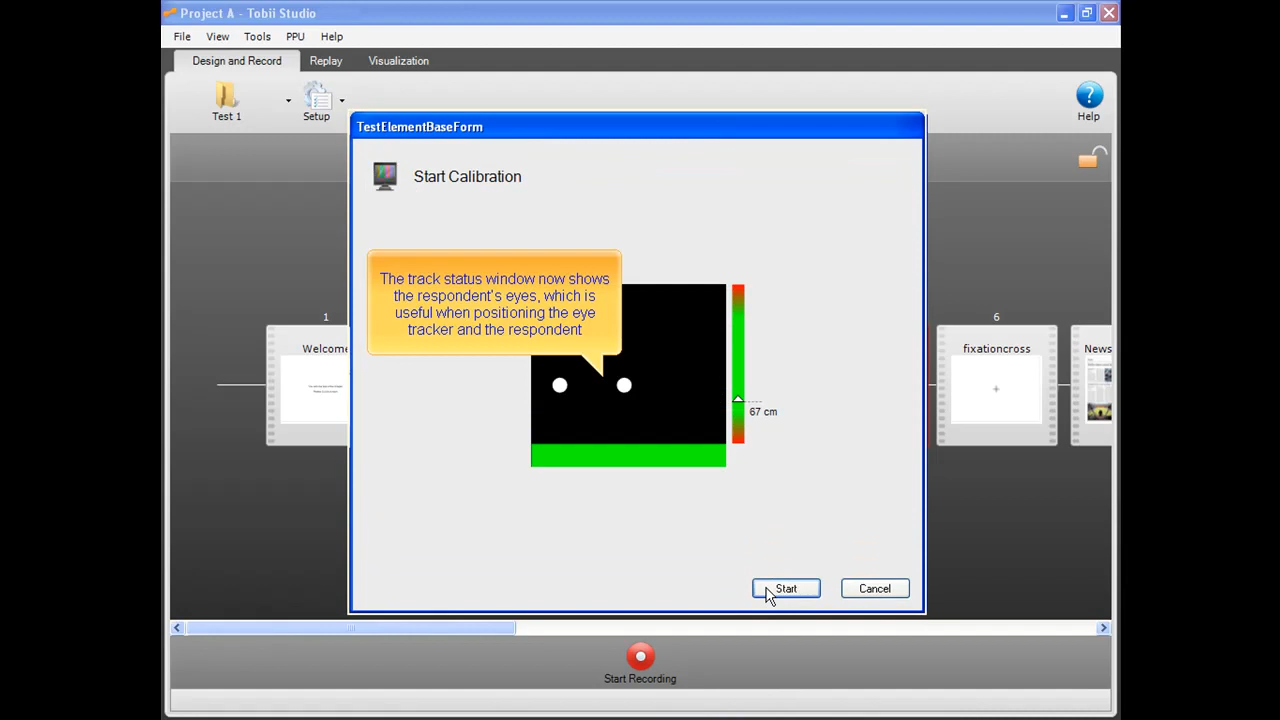 Project A - Tobii Studio
File View Tools PPU Help
Design and Record Replay Visualization
Test 1 Setup Help
TestElementBaseForm
Start Calibration
The track status window now shows
the respondent's eyes, which is
useful when positioning the eye
tracker and the respondent
1
6
Welcome
fixationcross
News
67 cm
Start Cancel
Start Recording